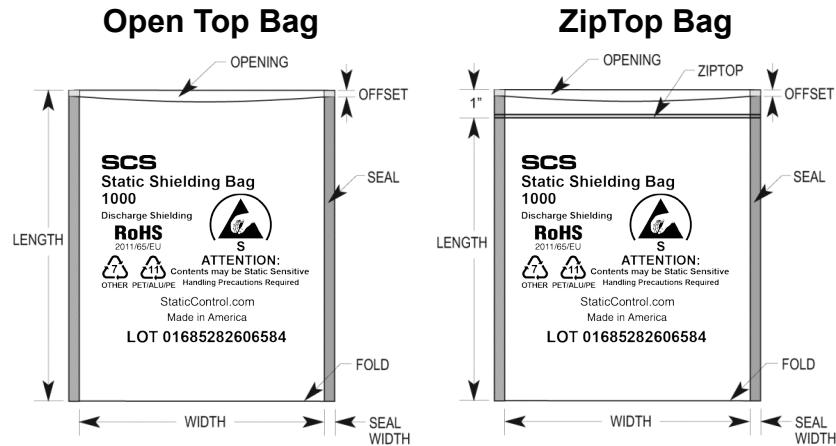 Open Top Bag
OPENING
OFFSET
SCS
Static Shielding Bag
1000
Discharge Shielding
RoHS
2011/65/EU
S
SEAL
LENGTH
ATTENTION:
7
11
Contents may be Static Sensitive
OTHER PET/ALU/PE Handling Precautions Required
StaticControl.com
Made in America
LOT 01685282606584
FOLD
WIDTH
SEAL
WIDTH
ZipTop Bag
OPENING
ZIPTOP
OFFSET
1"
SCS
Static Shielding Bag
1000
Discharge Shielding
RoHS
2011/65/EU
S
SEAL
LENGTH
ATTENTION:
7
11
Contents may be Static Sensitive
OTHER PET/ALU/PE Handling Precautions Required
StaticControl.com
Made in America
LOT 01685282606584
FOLD
WIDTH
SEAL
WIDTH